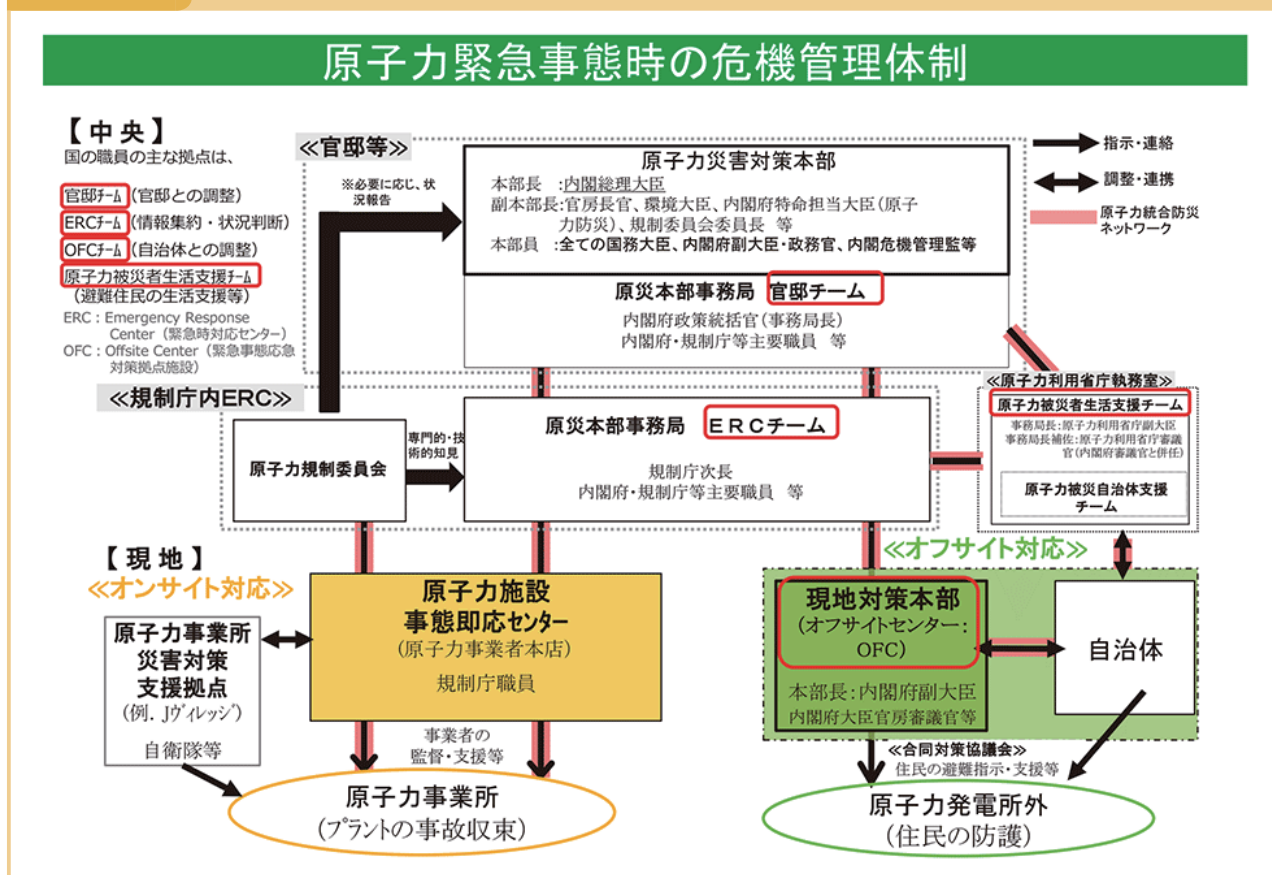 原子力緊急事態時の危機管理体制
【中央】
国の職員の主な拠点は、
官邸ﾁｰﾑ(官邸との調整)
ERCﾁｰﾑ(情報集約・状況判断)
OFCﾁｰﾑ(自治体との調整)
原子力被災者生活支援ﾁｰﾑ
(避難住民の生活支援等)
ERC：Emergency Response
Center（緊急時対応センター）
OFC：Offsite Center（緊急事態応急
対策拠点施設）
≪官邸等≫
※必要に応じ、状
況報告
原子力災害対策本部
本部長　：内閣総理大臣
副本部長：官房長官、環境大臣、内閣府特命担当大臣（原子
力防災）、規制委員会委員長　等
本部員　：全ての国務大臣、内閣府副大臣・政務官、内閣危機管理監等
原災本部事務局　官邸チーム
内閣府政策統括官（事務局長）
内閣府・規制庁等主要職員　等
指示・連絡
調整・連携
原子力統合防災
ネットワーク
≪規制庁内ERC≫
原子力規制委員会
専門的・技
術的知見
原災本部事務局　ＥＲＣチーム
規制庁次長
内閣府・規制庁等主要職員　等
≪原子力利用省庁執務室≫
原子力被災者生活支援チーム
事務局長：原子力利用省庁副大臣
事務局長補佐：原子力利用省庁審議
官（内閣府審議官と併任）
原子力被災自治体支援
チーム
【現地】
≪オンサイト対応≫
原子力事業所
災害対策
支援拠点
（例．Jヴィレッジ）
自衛隊等
原子力施設
事態即応センター
（原子力事業者本店）
規制庁職員
事業者の
監督・支援等
原子力事業所
（プラントの事故収束）
≪オフサイト対応≫
現地対策本部
（オフサイトセンター：
OFC）
本部長：内閣府副大臣
内閣府大臣官房審議官等
自治体
≪合同対策協議会≫
住民の避難指示・支援等
原子力発電所外
（住民の防護）